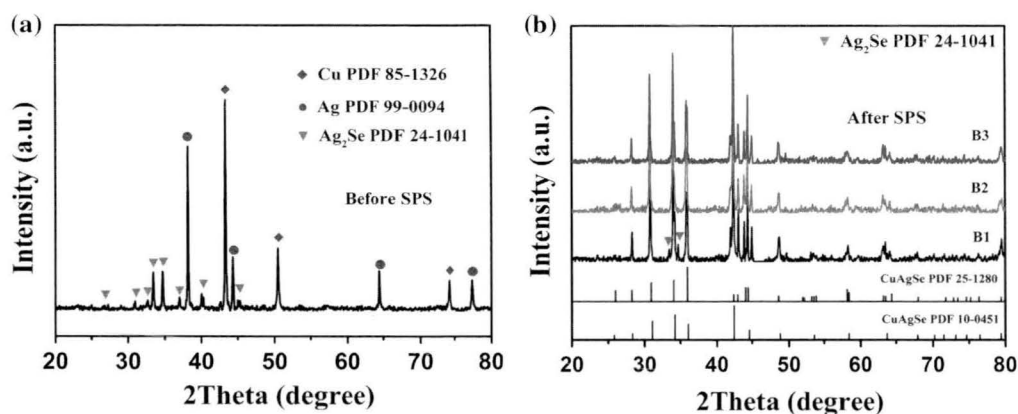 (a)
Intensity (a.u.)
Cu PDF 85-1326
Ag PDF 99-0094
Ag₂Se PDF 24-1041
Before SPS
20 30 40 50 60 70 80
2Theta (degree)
(b)
Intensity (a.u.)
Ag₂Se PDF 24-1041
After SPS
B3
B2
B1
CuAgSe PDF 25-1280
CuAgSe PDF 10-0451
20 30 40 50 60 70 80
2Theta (degree)